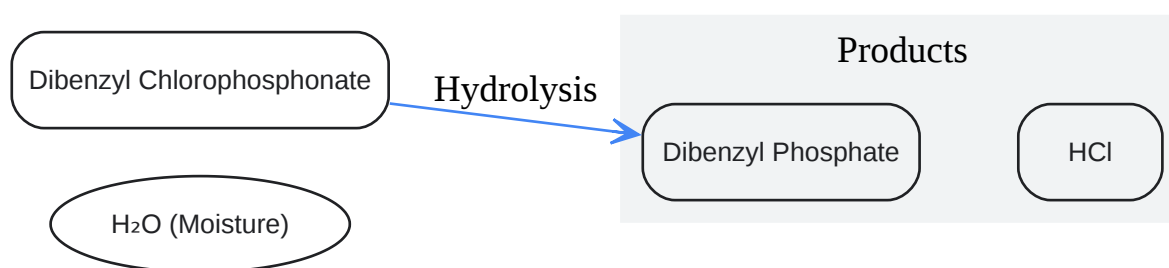 Products
Dibenzyl Chlorophosphonate
Hydrolysis
Dibenzyl Phosphate
HCl
H₂O (Moisture)